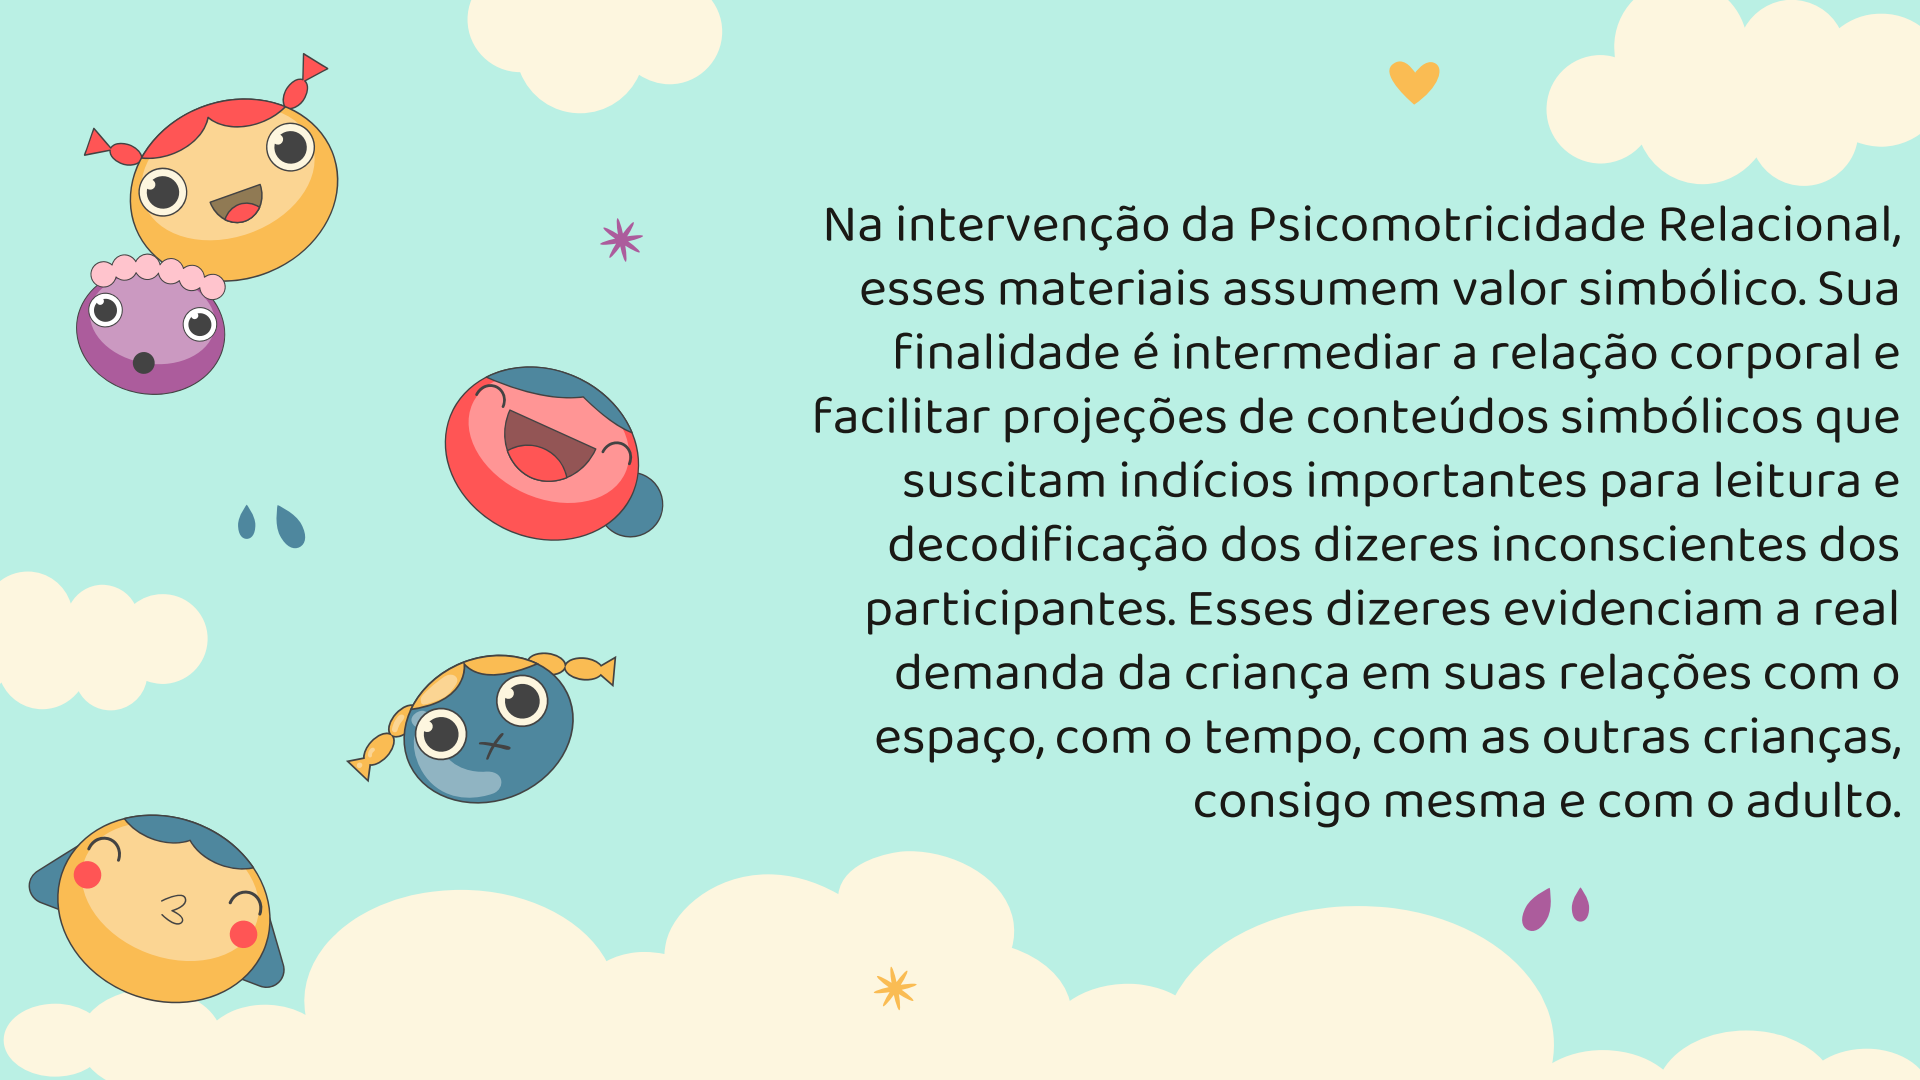 Na intervenção da Psicomotricidade Relacional,
esses materiais assumem valor simbólico. Sua
finalidade é intermediar a relação corporal e
facilitar projeções de conteúdos simbólicos que
suscitam indícios importantes para leitura e
decodificação dos dizeres inconscientes dos
participantes. Esses dizeres evidenciam a real
demanda da criança em suas relações com o
espaço, com o tempo, com as outras crianças,
consigo mesma e com o adulto.